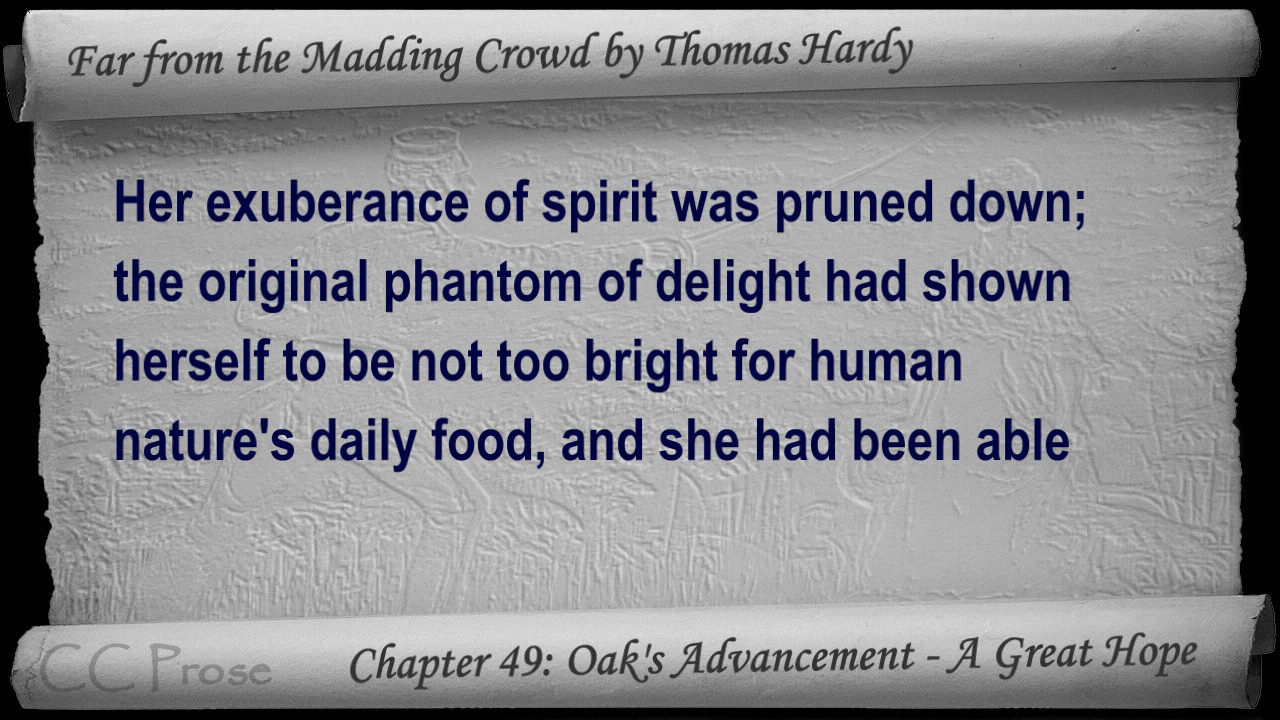 Far from the Madding Crowd by Thomas Hardy
Her exuberance of spirit was pruned down;
the original phantom of delight had shown
herself to be not too bright for human
nature's daily food, and she had been able
CC Prose
Chapter 49: Oak's Advancement - A Great Hope